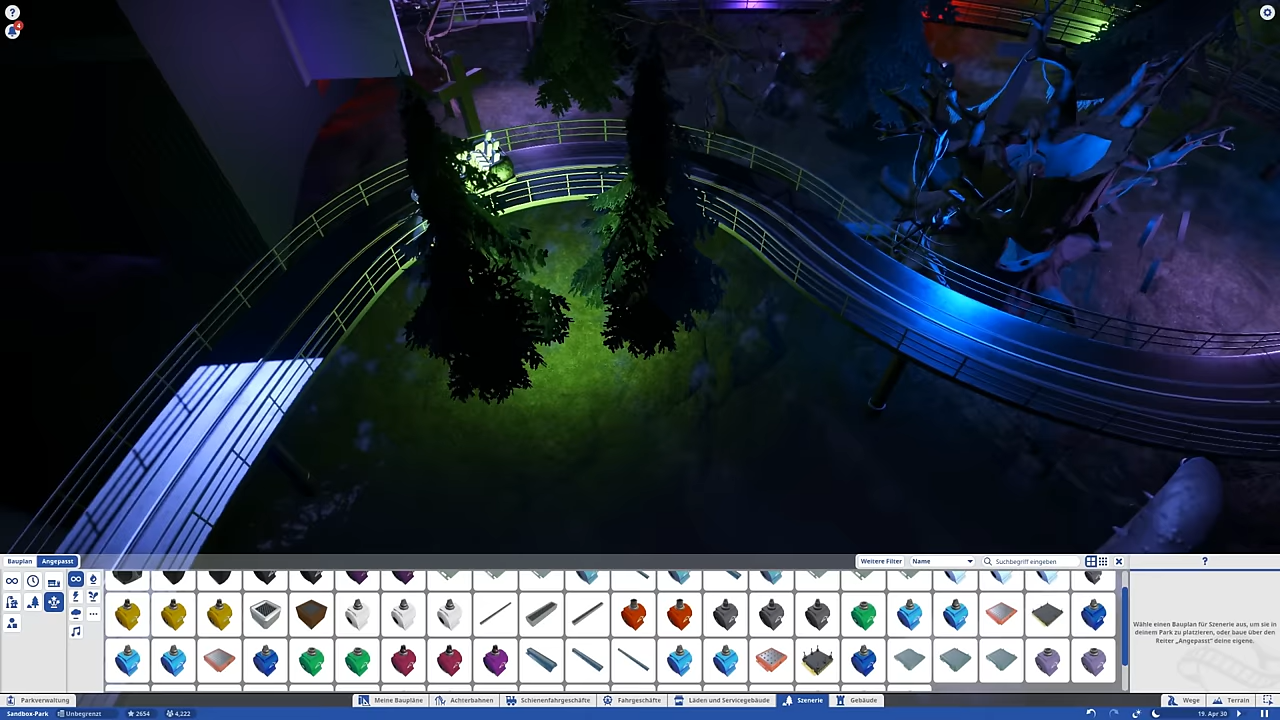 ?
4
Bauplan
Angepasst
Weitere Filter
Name
Suchbegriff eingeben
?
Wähle einen Bauplan für Szenerie aus, um sie in
deinem Park zu platzieren, oder baue über den
Reiter „Angepasst" deine eigene.
Parkverwaltung
Meine Baupläne
Achterbahnen
Schienenfahrgeschäfte
Fahrgeschäfte
Läden und Servicegebäude
Szenerie
Gebäude
Wege
Terrain
Sandbox-Park
Unbegrenzt
2654
4,222
19. Apr 30